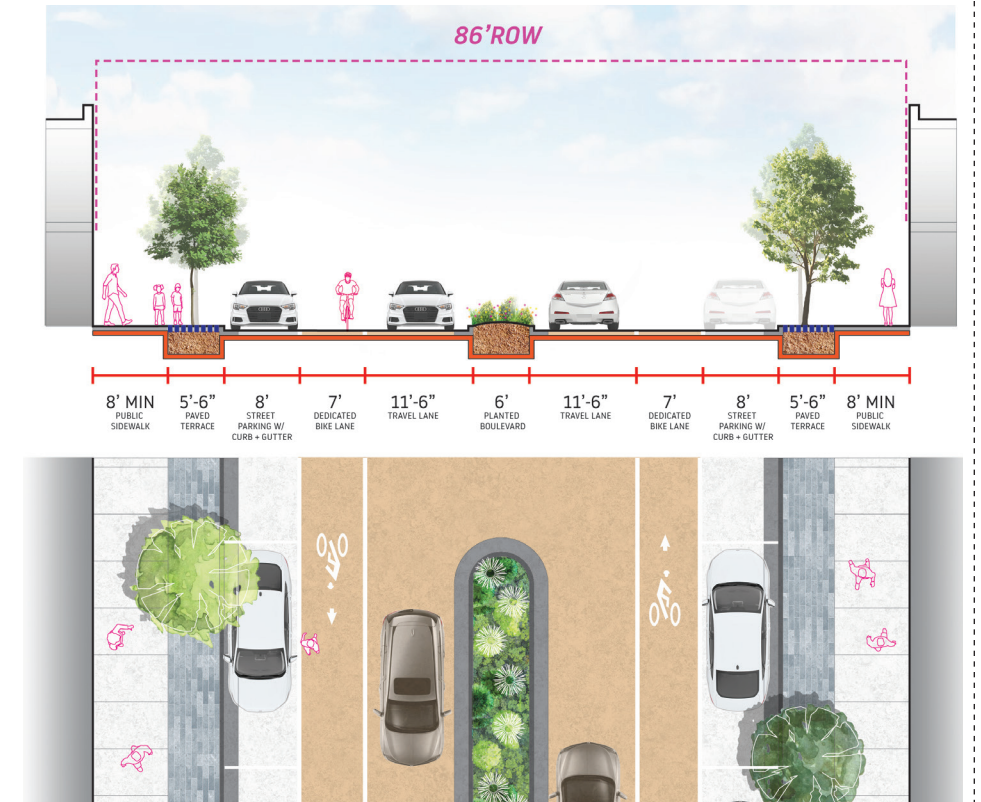 86'ROW
8' MIN
PUBLIC
SIDEWALK
5'-6”
PAVED
TERRACE
8'
STREET
PARKING W/
CURB + GUTTER
7'
DEDICATED
BIKE LANE
11'-6”
TRAVEL LANE
6'
PLANTED
BOULEVARD
11'-6”
TRAVEL LANE
7'
DEDICATED
BIKE LANE
8'
STREET
PARKING W/
CURB + GUTTER
5'-6”
PAVED
TERRACE
8' MIN
PUBLIC
SIDEWALK